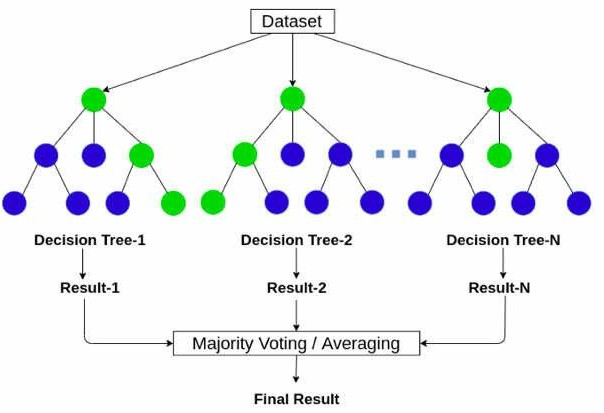 Dataset
Decision Tree-1
Decision Tree-2
Decision Tree-N
Result-1
Result-2
Result-N
Majority Voting / Averaging
Final Result